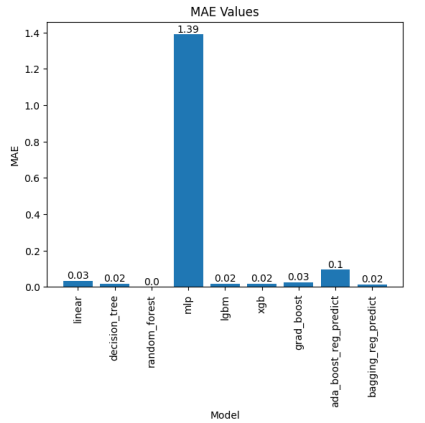 MAE Values
1.4
1.2
1.0
0.8
0.6
0.4
0.2
0.0
MAE
0.03
0.02
0.0
1.39
0.02
0.02
0.03
0.1
0.02
linear
decision_tree
random_forest
mlp
lgbm
xgb
grad_boost
ada_boost_reg_predict
bagging_reg_predict
Model